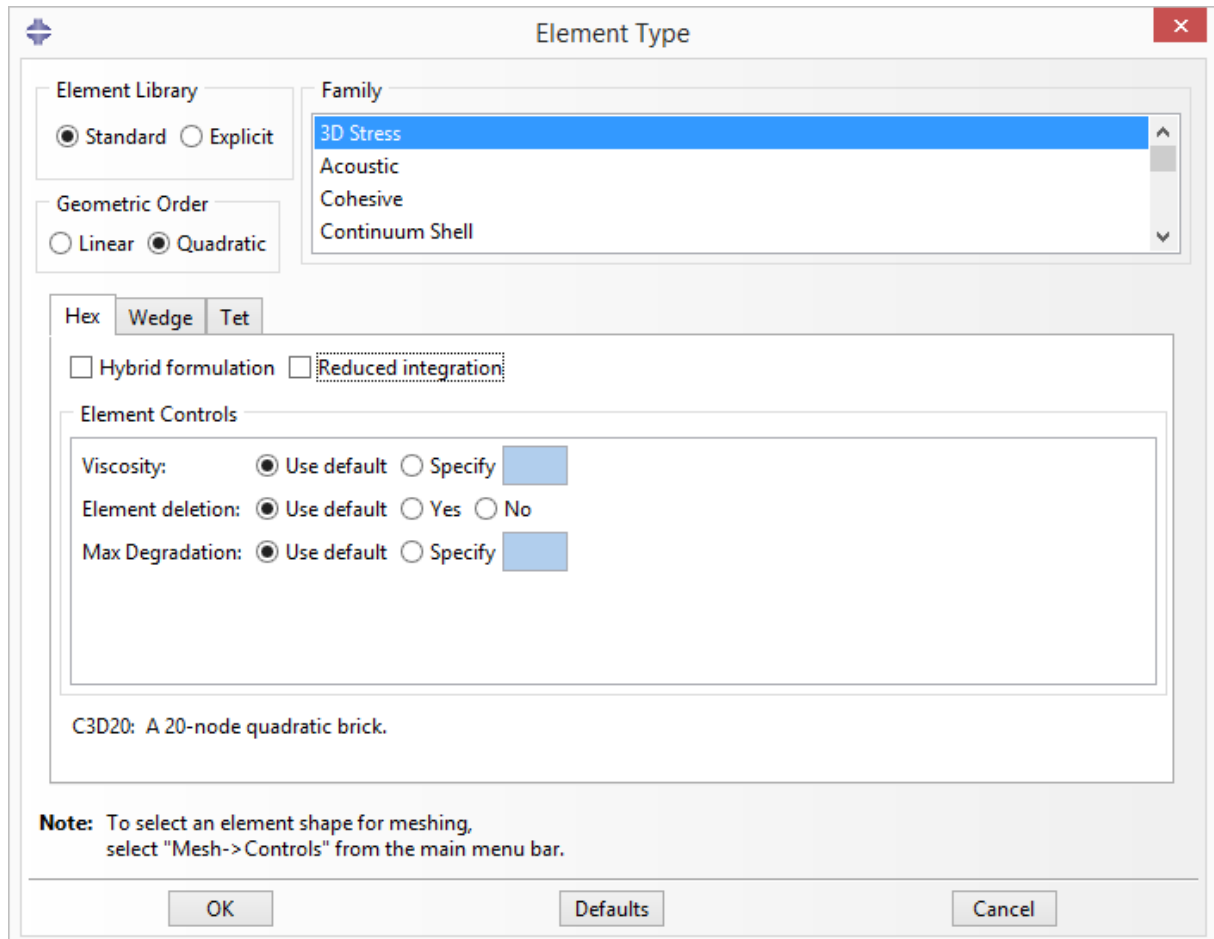 Element Type
Element Library
Standard Explicit
Geometric Order
Linear Quadratic
Family
3D Stress
Acoustic
Cohesive
Continuum Shell
Hex Wedge Tet
Hybrid formulation Reduced integration
Element Controls
Viscosity: Use default Specify
Element deletion: Use default Yes No
Max Degradation: Use default Specify
C3D20: A 20-node quadratic brick.
Note: To select an element shape for meshing,
select "Mesh->Controls" from the main menu bar.
OK Defaults Cancel